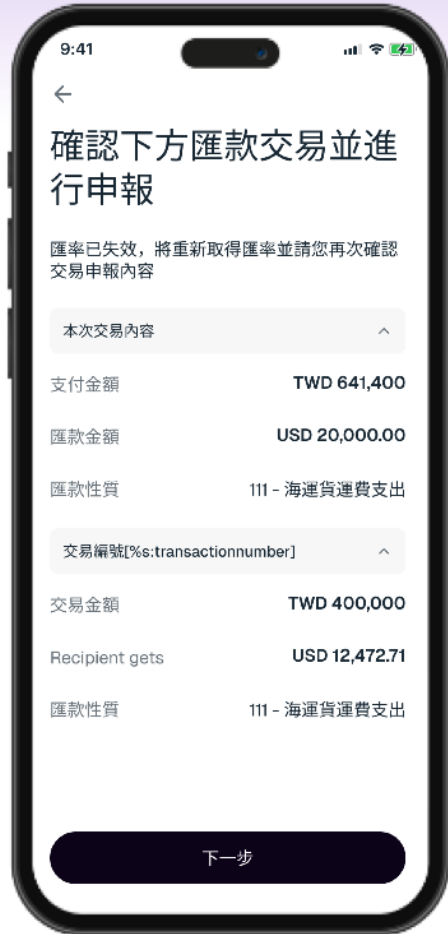 9:41
確認下方匯款交易並進
行申報
匯率已失效，將重新取得匯率並請您再次確認
交易申報內容
本次交易內容
支付金額 TWD 641,400
匯款金額 USD 20,000.00
匯款性質 111 – 海運貨運費支出
交易編號[%s:transactionnumber]
交易金額 TWD 400,000
Recipient gets USD 12,472.71
匯款性質 111 – 海運貨運費支出
下一步